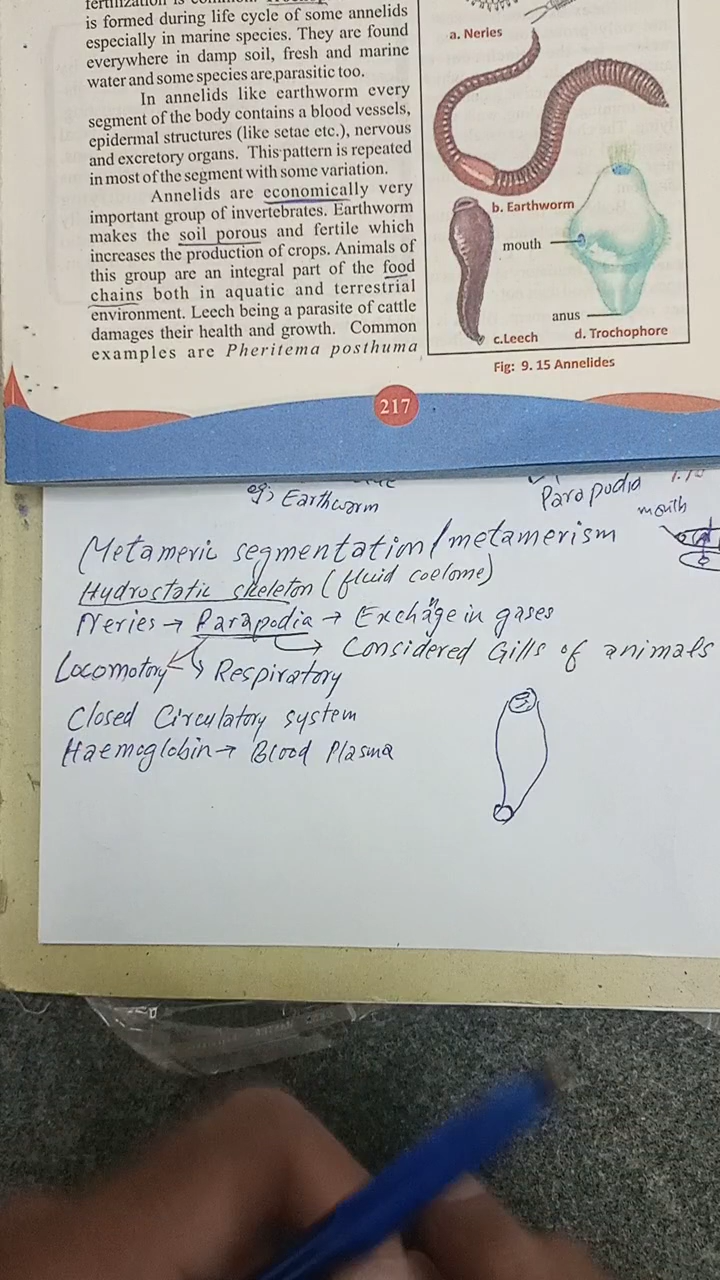 is formed during life cycle of some annelids
especially in marine species. They are found
everywhere in damp soil, fresh and marine
water and some species are parasitic too.
In annelids like earthworm every
segment of the body contains a blood vessels,
epidermal structures (like setae etc.), nervous
and excretory organs. This pattern is repeated
in most of the segment with some variation.
Annelids are economically very
important group of invertebrates. Earthworm
makes the soil porous and fertile which
increases the production of crops. Animals of
this group are an integral part of the food
chains both in aquatic and terrestrial
environment. Leech being a parasite of cattle
damages their health and growth. Common
examples are Pheritema posthuma
a. Neries
b. Earthworm
mouth
anus
c.Leech
d. Trochophore
Fig: 9. 15 Annelides
217
eg; Earthworm
Parapodia
mouth
Metameric segmentation/metamerism
Hydrostatic skeleton (fluid coelome)
Neries → Parapodia → Exchange in gases
Considered Gills of animals
Locomotory Respiratory
Closed Circulatory system
Haemoglobin → Blood Plasma